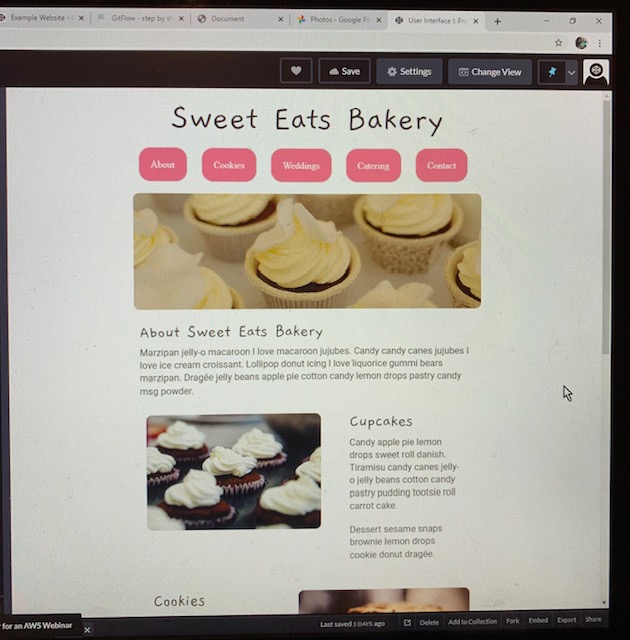 Example Website -
GitFlow - step by st
Document
Photos - Google Ph
User Interface I: Pro
Save
Settings
Change View
Sweet Eats Bakery
About
Cookies
Weddings
Catering
Contact
About Sweet Eats Bakery
Marzipan jelly-o macaroon I love macaroon jujubes. Candy candy canes jujubes I
love ice cream croissant. Lollipop donut icing I love liquorice gummi bears
marzipan. Dragée jelly beans apple pie cotton candy lemon drops pastry candy
msg powder.
Cupcakes
Candy apple pie lemon
drops sweet roll danish.
Tiramisu candy canes jelly-
o jelly beans cotton candy
pastry pudding tootsie roll
carrot cake.
Dessert sesame snaps
brownie lemon drops
cookie donut dragée.
Cookies
for an AWS Webinar
Last saved 3 DAYS ago
Delete
Add to Collection
Fork
Embed
Export
Share